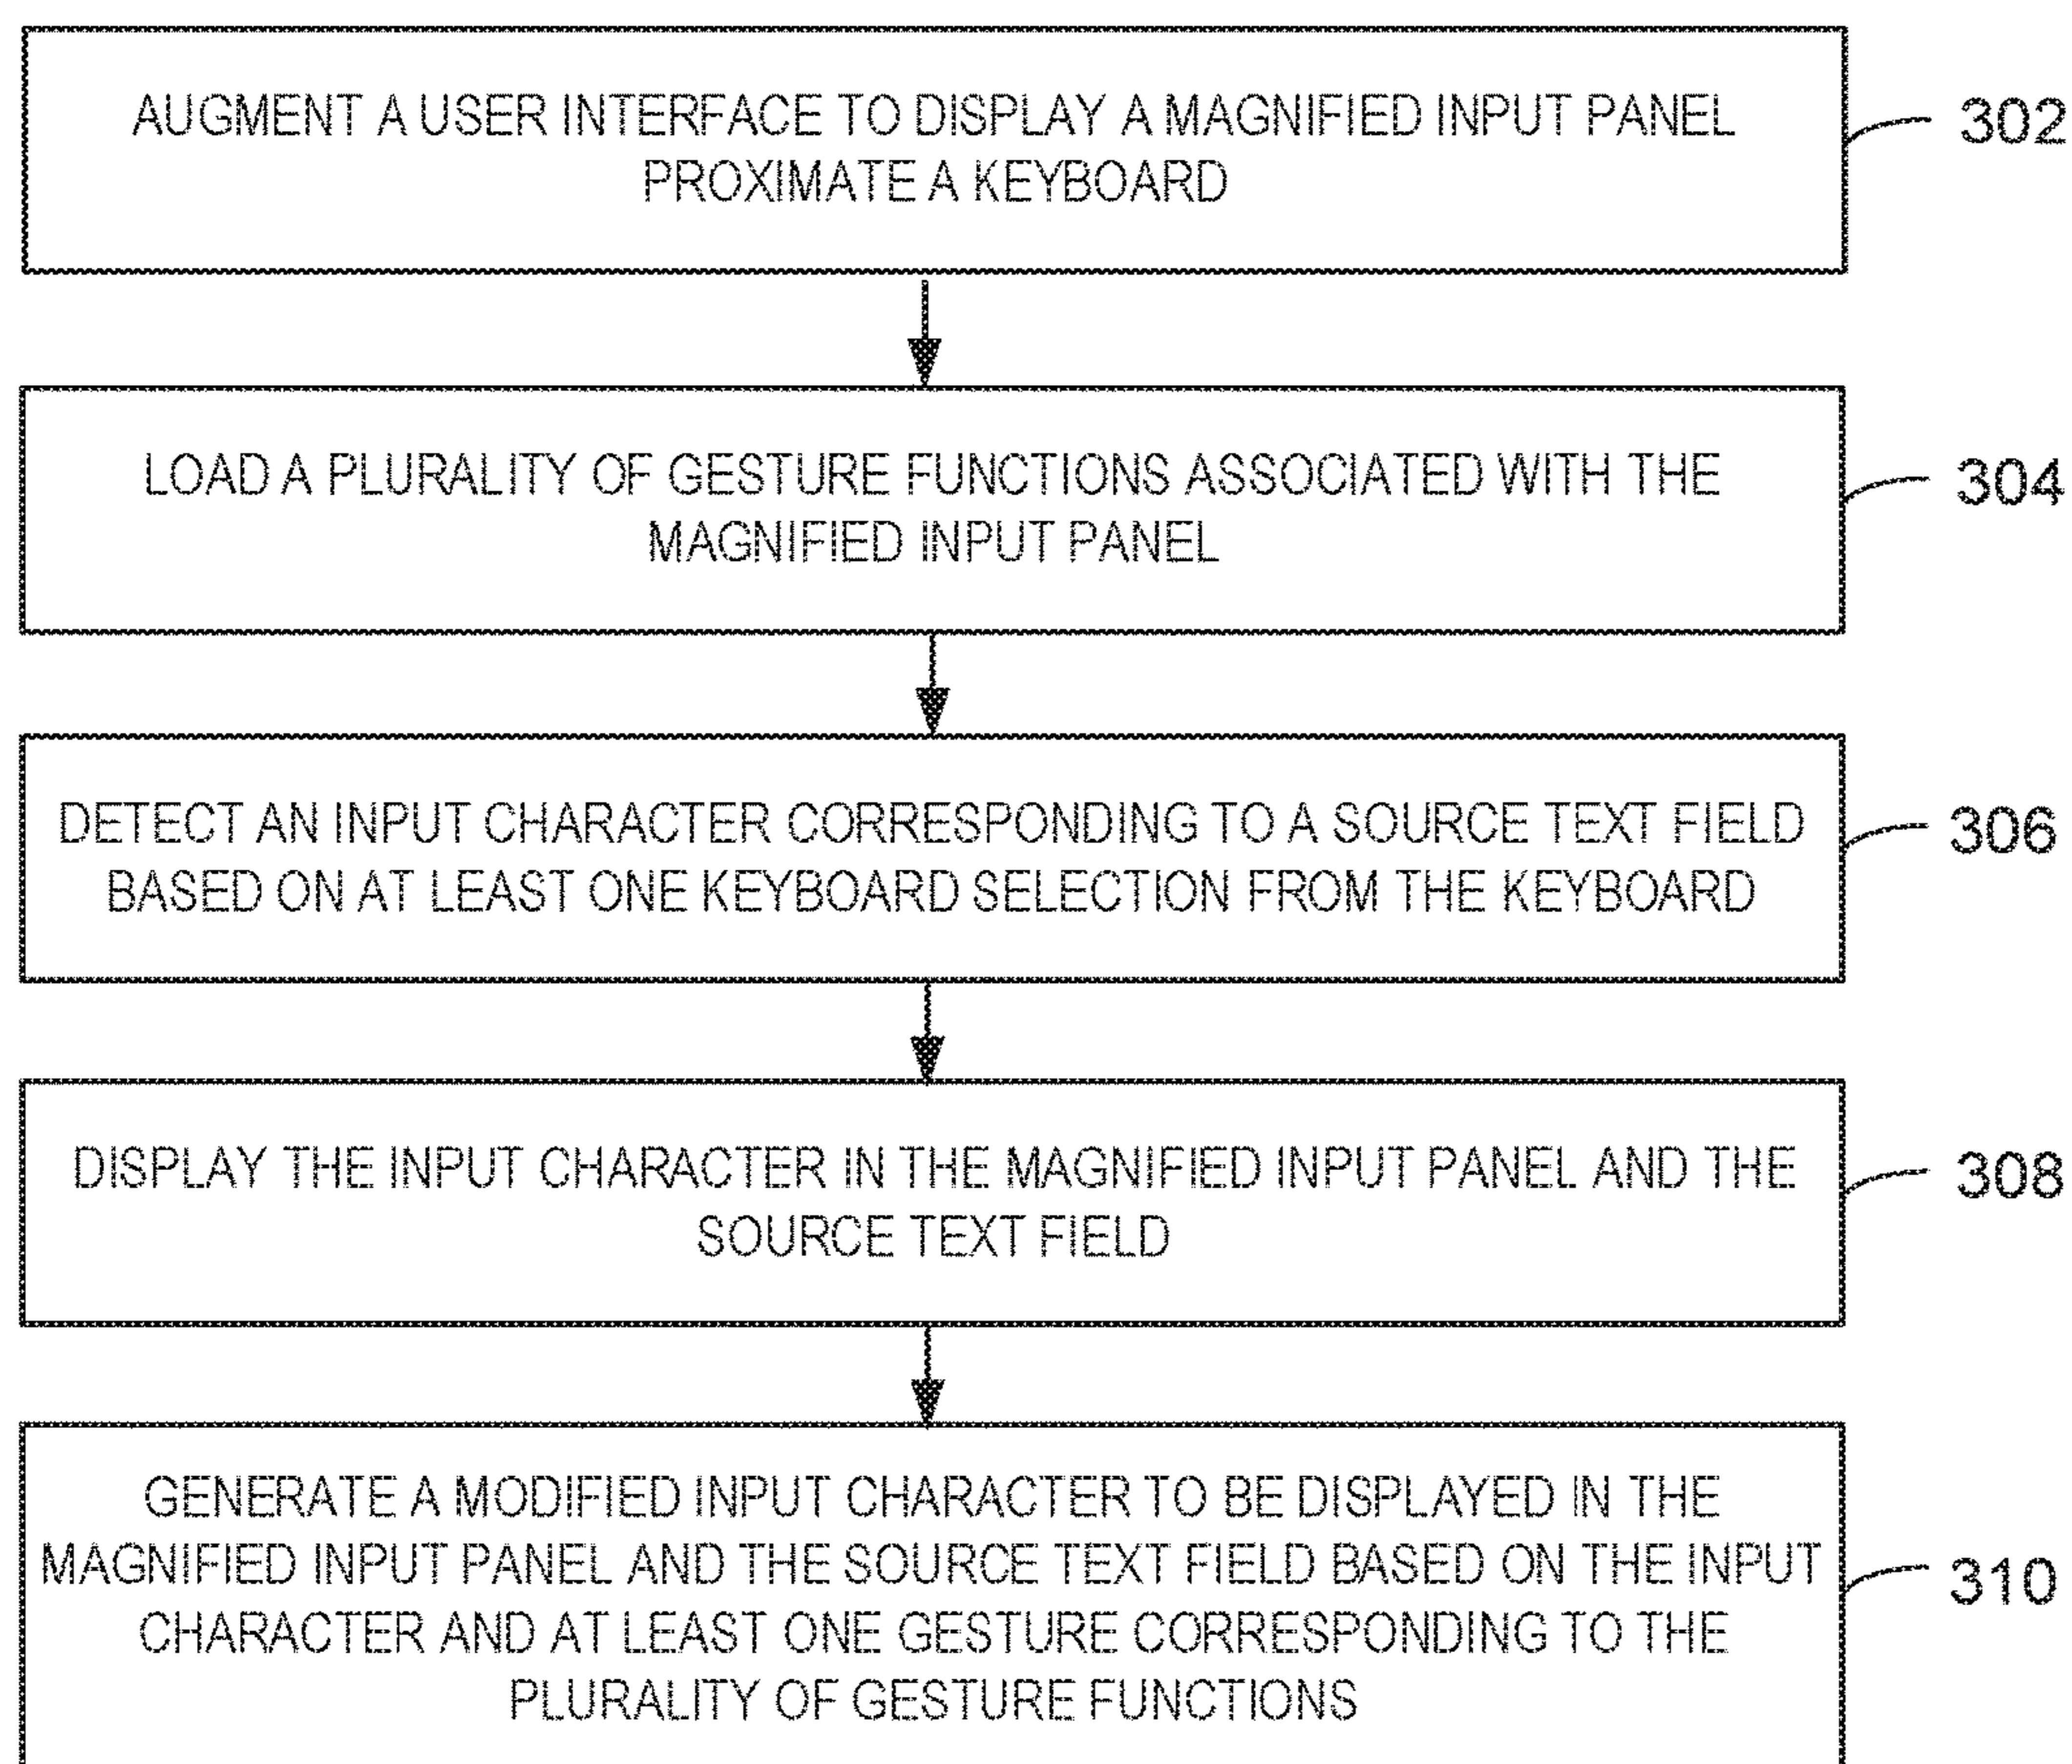 AUGMENT A USER INTERFACE TO DISPLAY A MAGNIFIED INPUT PANEL
PROXIMATE A KEYBOARD
302
LOAD A PLURALITY OF GESTURE FUNCTIONS ASSOCIATED WITH THE
MAGNIFIED INPUT PANEL
304
DETECT AN INPUT CHARACTER CORRESPONDING TO A SOURCE TEXT FIELD
BASED ON AT LEAST ONE KEYBOARD SELECTION FROM THE KEYBOARD
306
DISPLAY THE INPUT CHARACTER IN THE MAGNIFIED INPUT PANEL AND THE
SOURCE TEXT FIELD
308
GENERATE A MODIFIED INPUT CHARACTER TO BE DISPLAYED IN THE
MAGNIFIED INPUT PANEL AND THE SOURCE TEXT FIELD BASED ON THE INPUT
CHARACTER AND AT LEAST ONE GESTURE CORRESPONDING TO THE
PLURALITY OF GESTURE FUNCTIONS
310